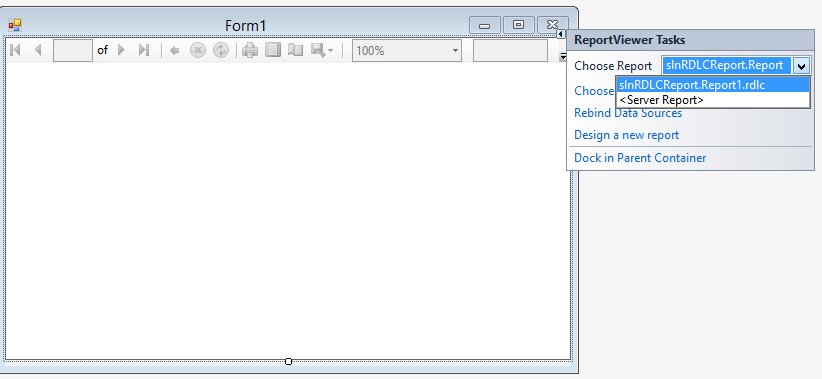 Form1
of
100%
ReportViewer Tasks
Choose Report slnRDLCReport.Report
slnRDLCReport.Report1.rdlc
Choose
<Server Report>
Rebind Data Sources
Design a new report
Dock in Parent Container